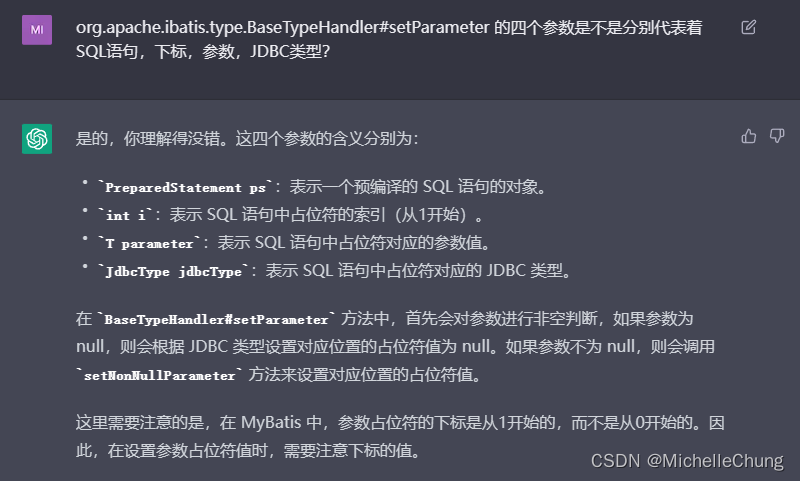 MI
org.apache.ibatis.type.BaseTypeHandler#setParameter 的四个参数是不是分别代表着
SQL语句，下标，参数，JDBC类型？
是的，你理解得没错。这四个参数的含义分别为：
• `PreparedStatement ps`：表示一个预编译的 SQL 语句的对象。
• `int i`：表示 SQL 语句中占位符的索引（从1开始）。
• `T parameter`：表示 SQL 语句中占位符对应的参数值。
• `JdbcType jdbcType`：表示 SQL 语句中占位符对应的 JDBC 类型。
在 `BaseTypeHandler#setParameter` 方法中，首先会对参数进行非空判断，如果参数为
null，则会根据 JDBC 类型设置对应位置的占位符值为 null。如果参数不为 null，则会调用
`setNonNullParameter` 方法来设置对应位置的占位符值。
这里需要注意的是，在 MyBatis 中，参数占位符的下标是从1开始的，而不是从0开始的。因
此，在设置参数占位符值时，需要注意下标的值。
CSDN @MichelleChung